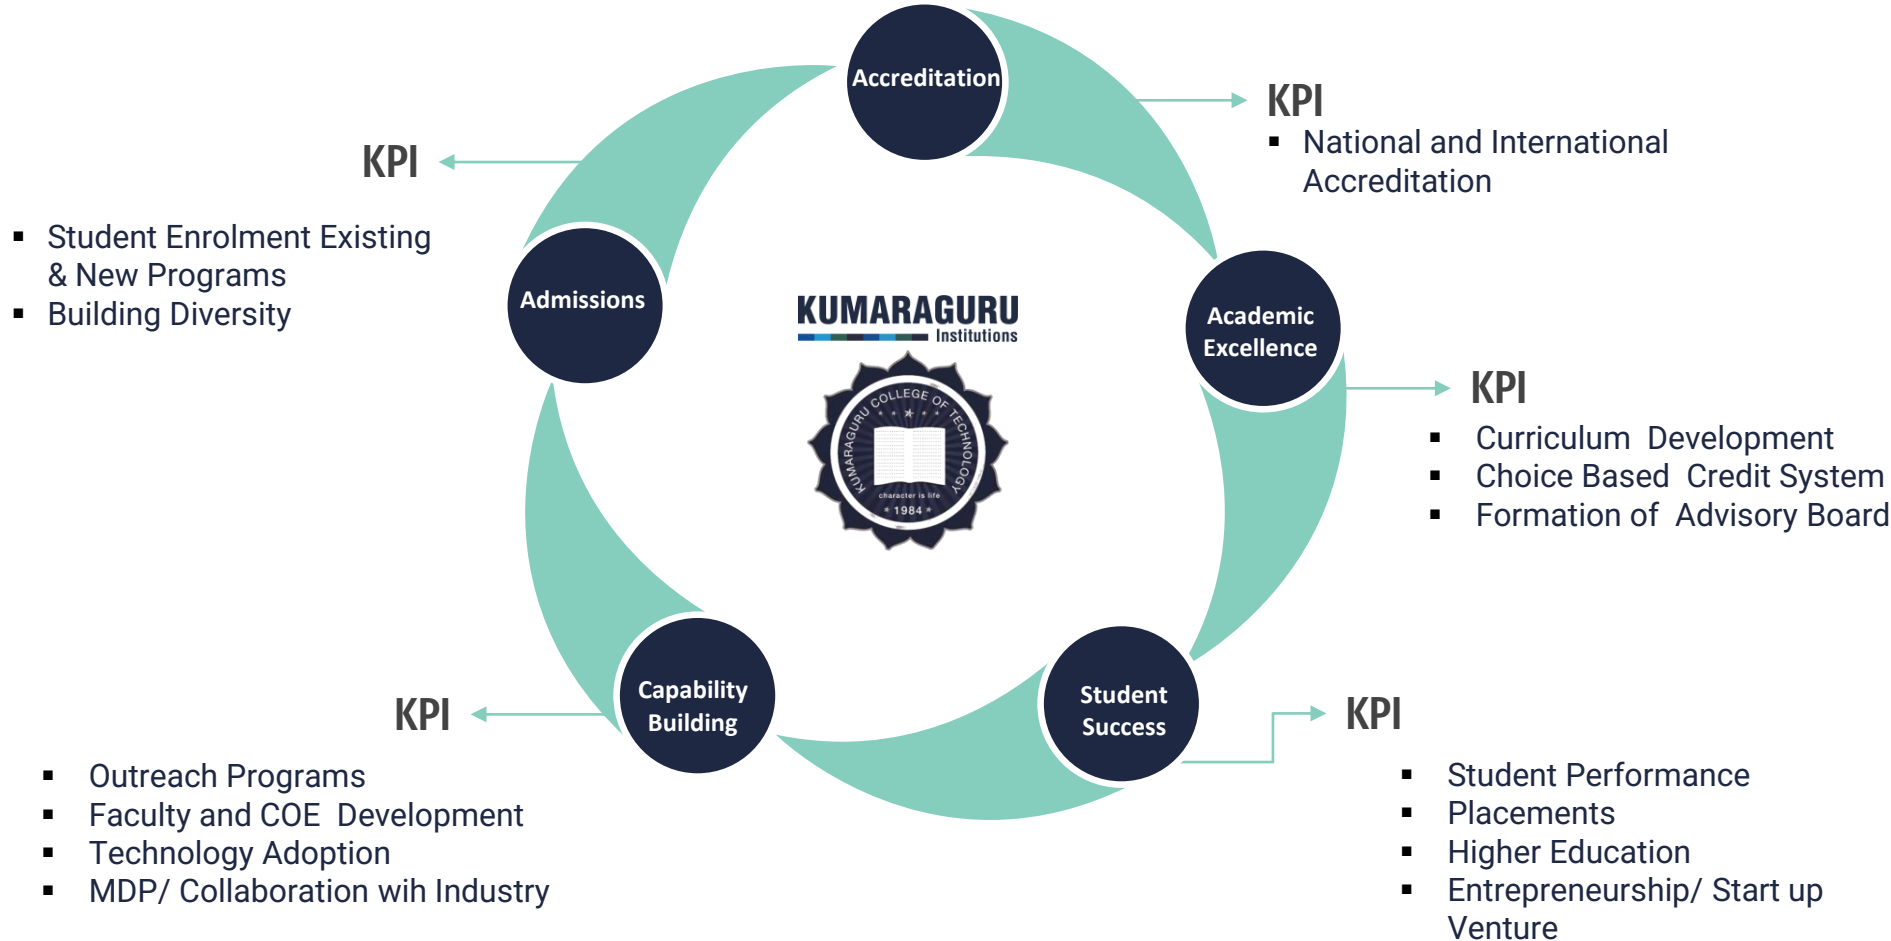 Accreditation
KPI
▪ National and International
Accreditation
KPI
▪ Student Enrolment Existing
& New Programs
▪ Building Diversity
Admissions
KUMARAGURU
Institutions
KUMARAGURU COLLEGE OF TECHNOLOGY
character is life
* 1984 *
Academic
Excellence
KPI
▪ Curriculum Development
▪ Choice Based Credit System
▪ Formation of Advisory Board
Capability
Building
KPI
▪ Outreach Programs
▪ Faculty and COE Development
▪ Technology Adoption
▪ MDP/ Collaboration wih Industry
Student
Success
KPI
▪ Student Performance
▪ Placements
▪ Higher Education
▪ Entrepreneurship/ Start up
Venture